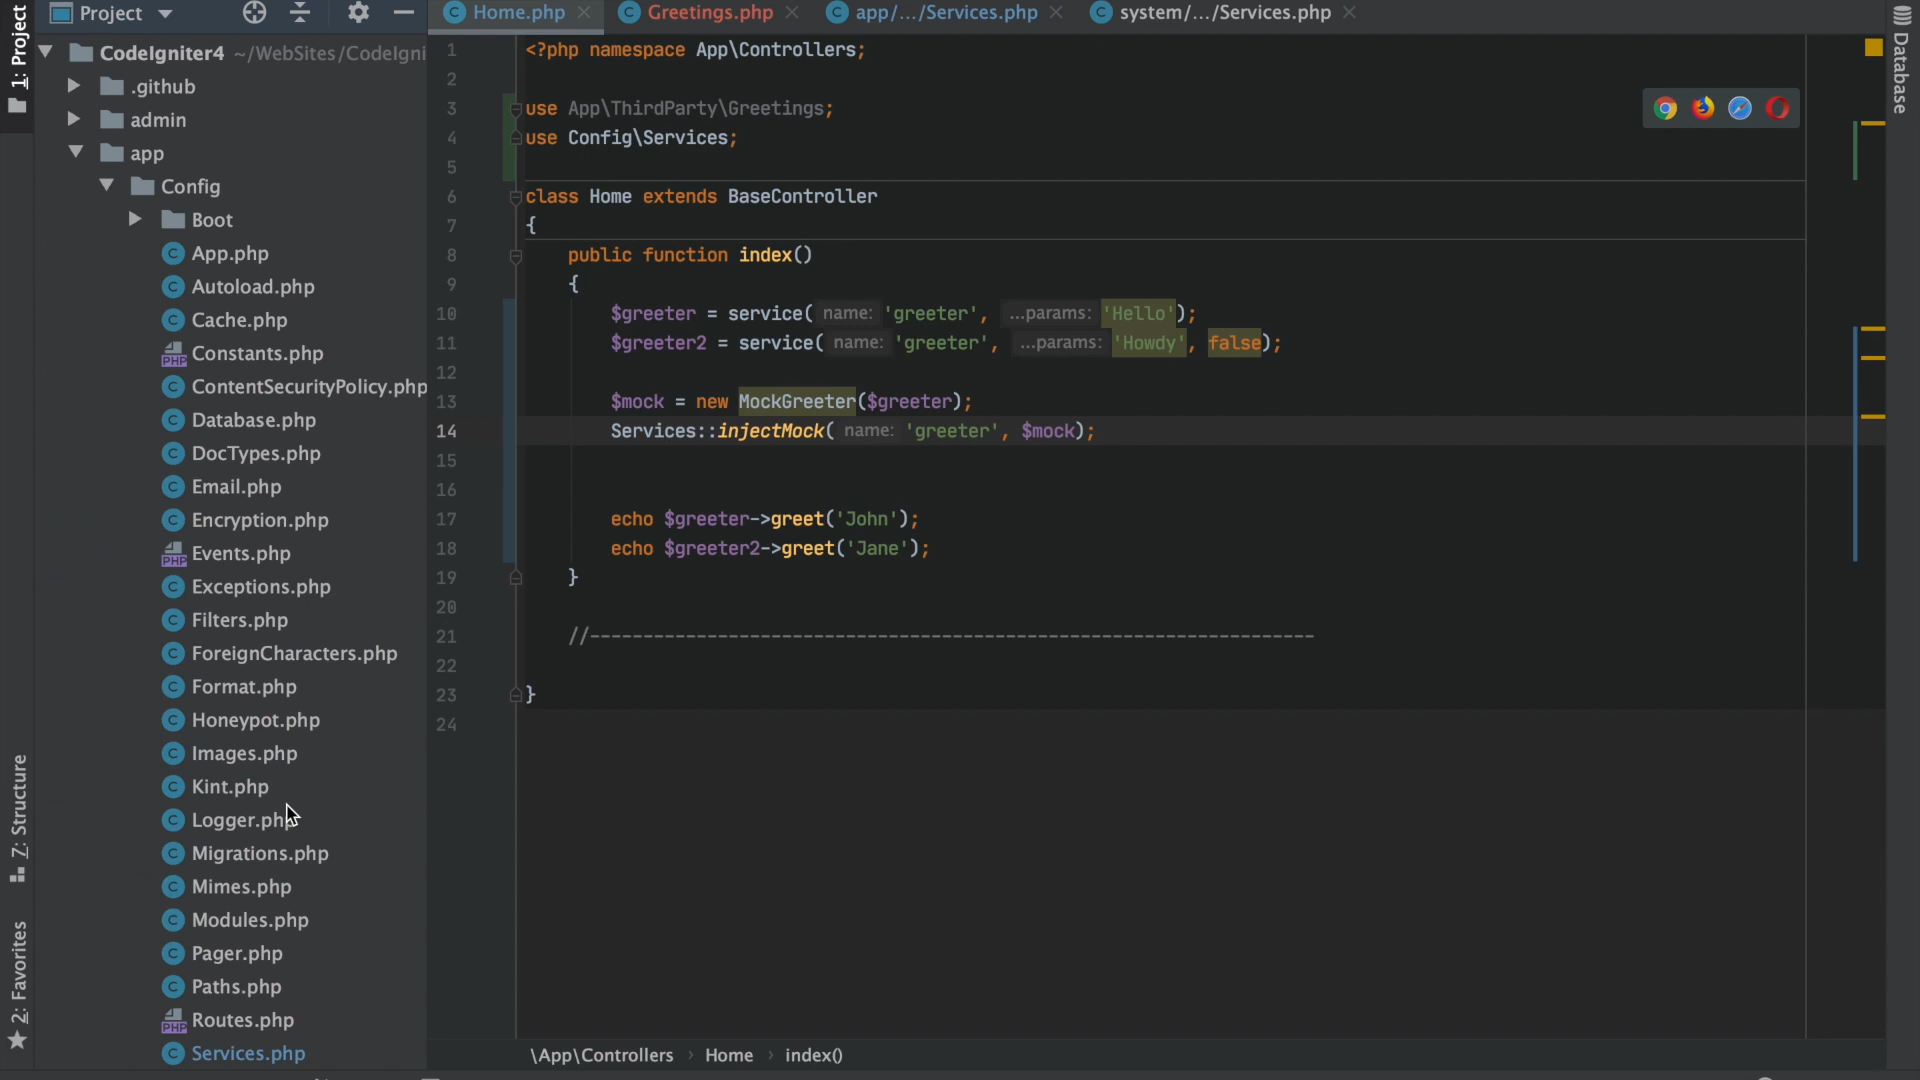 1: Project
Project
Home.php
Greetings.php
app/.../Services.php
system/.../Services.php
Database
CodeIgniter4 ~/WebSites/CodeIgni
.github
admin
app
Config
Boot
App.php
Autoload.php
Cache.php
Constants.php
ContentSecurityPolicy.php
Database.php
DocTypes.php
Email.php
Encryption.php
Events.php
Exceptions.php
Filters.php
ForeignCharacters.php
Format.php
Honeypot.php
Images.php
Kint.php
Logger.php
Migrations.php
Mimes.php
Modules.php
Pager.php
Paths.php
Routes.php
Services.php
Z: Structure
2: Favorites
1 <?php namespace App\Controllers;
2
3 use App\ThirdParty\Greetings;
4 use Config\Services;
5
6 class Home extends BaseController
7 {
8 public function index()
9 {
10 $greeter = service( name: 'greeter', ...params: 'Hello');
11 $greeter2 = service( name: 'greeter', ...params: 'Howdy', false);
12
13 $mock = new MockGreeter($greeter);
14 Services::injectMock( name: 'greeter', $mock);
15
16
17 echo $greeter->greet('John');
18 echo $greeter2->greet('Jane');
19 }
20
21 //--------------------------------------------------------------------
22
23 }
24
\App\Controllers › Home › index()